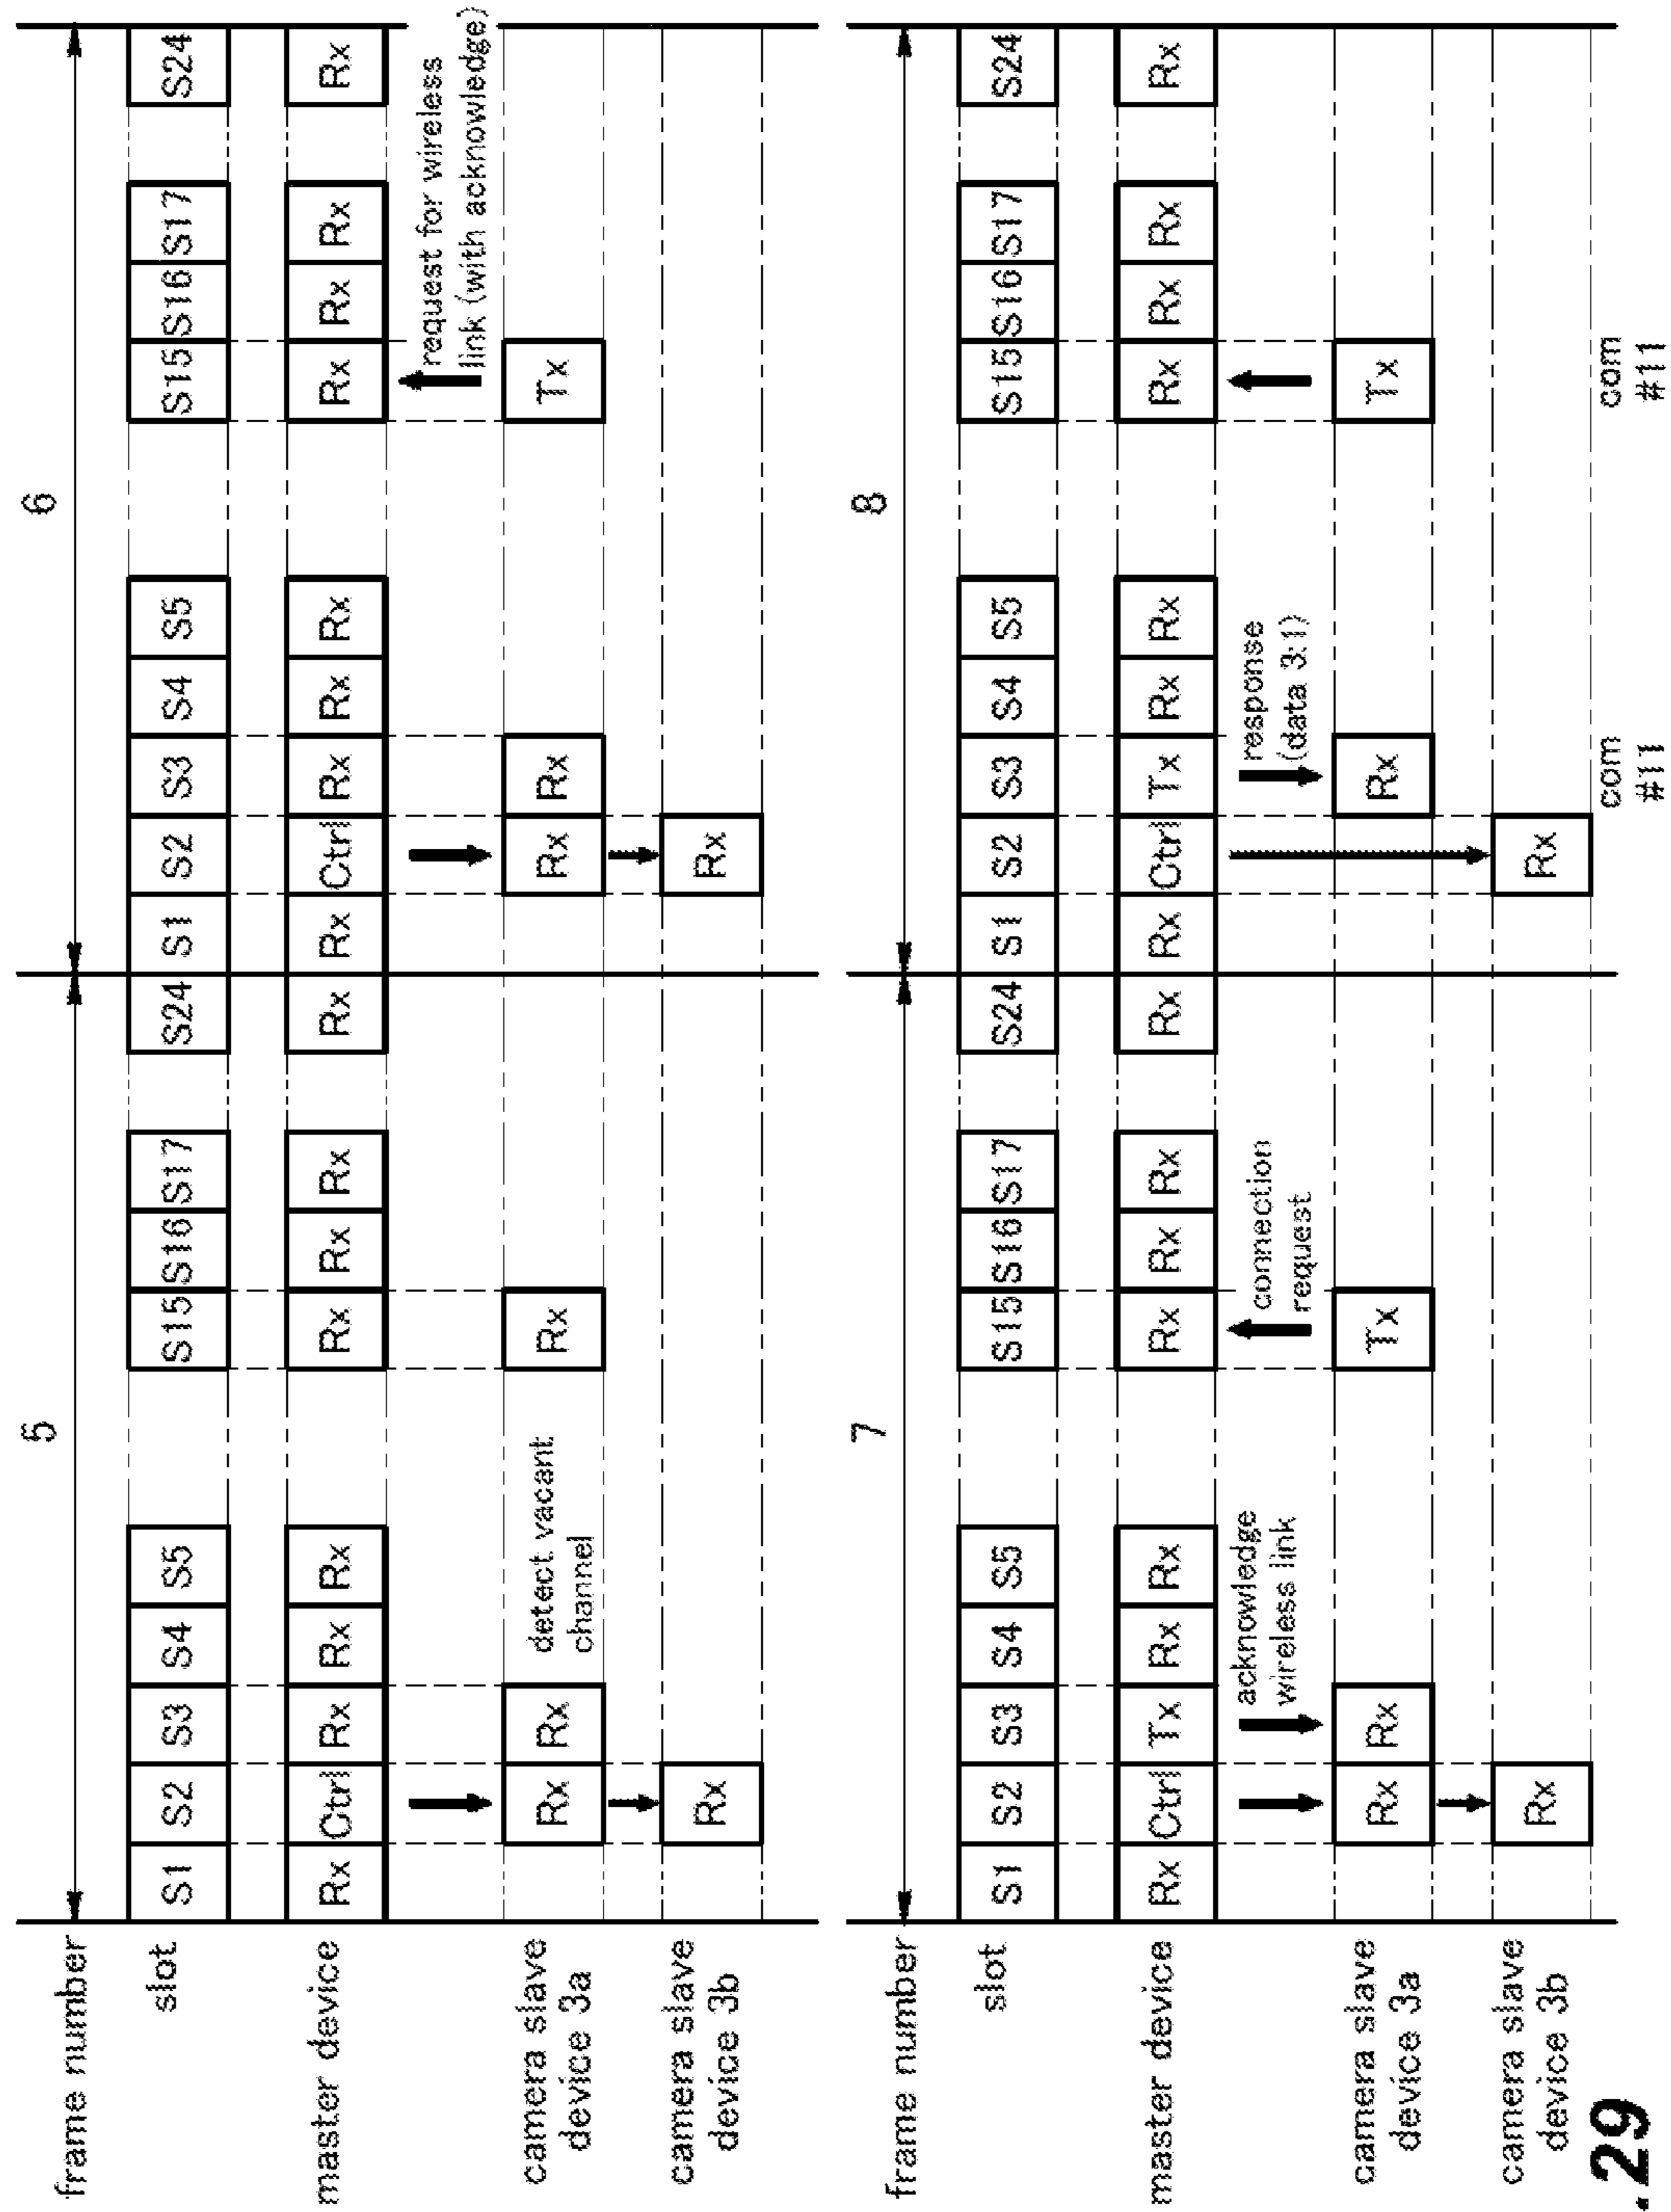 frame number
5
6
slot
S1 S2 S3 S4 S5 S15 S16 S17 S24 S1 S2 S3 S4 S5 S15 S16 S17 S24
master device
Rx Ctrl Rx Rx Rx Rx Rx Rx Rx Rx Ctrl Rx Rx Rx Rx Rx Rx Rx
request for wireless
link (with acknowledge)
camera slave
device 3a
Rx Rx
detect vacant
channel
Rx
Rx Rx
Tx
camera slave
device 3b
Rx
Rx
frame number
7
8
slot
S1 S2 S3 S4 S5 S15 S16 S17 S24 S1 S2 S3 S4 S5 S15 S16 S17 S24
master device
Rx Ctrl Tx Rx Rx Rx Rx Rx Rx Rx Ctrl Tx Rx Rx Rx Rx Rx Rx
acknowledge
wireless link
connection
request
response
(data 3:1)
camera slave
device 3a
Rx Rx
Tx
Rx
Tx
camera slave
device 3b
Rx
Rx
com
#11
com
#11
.29